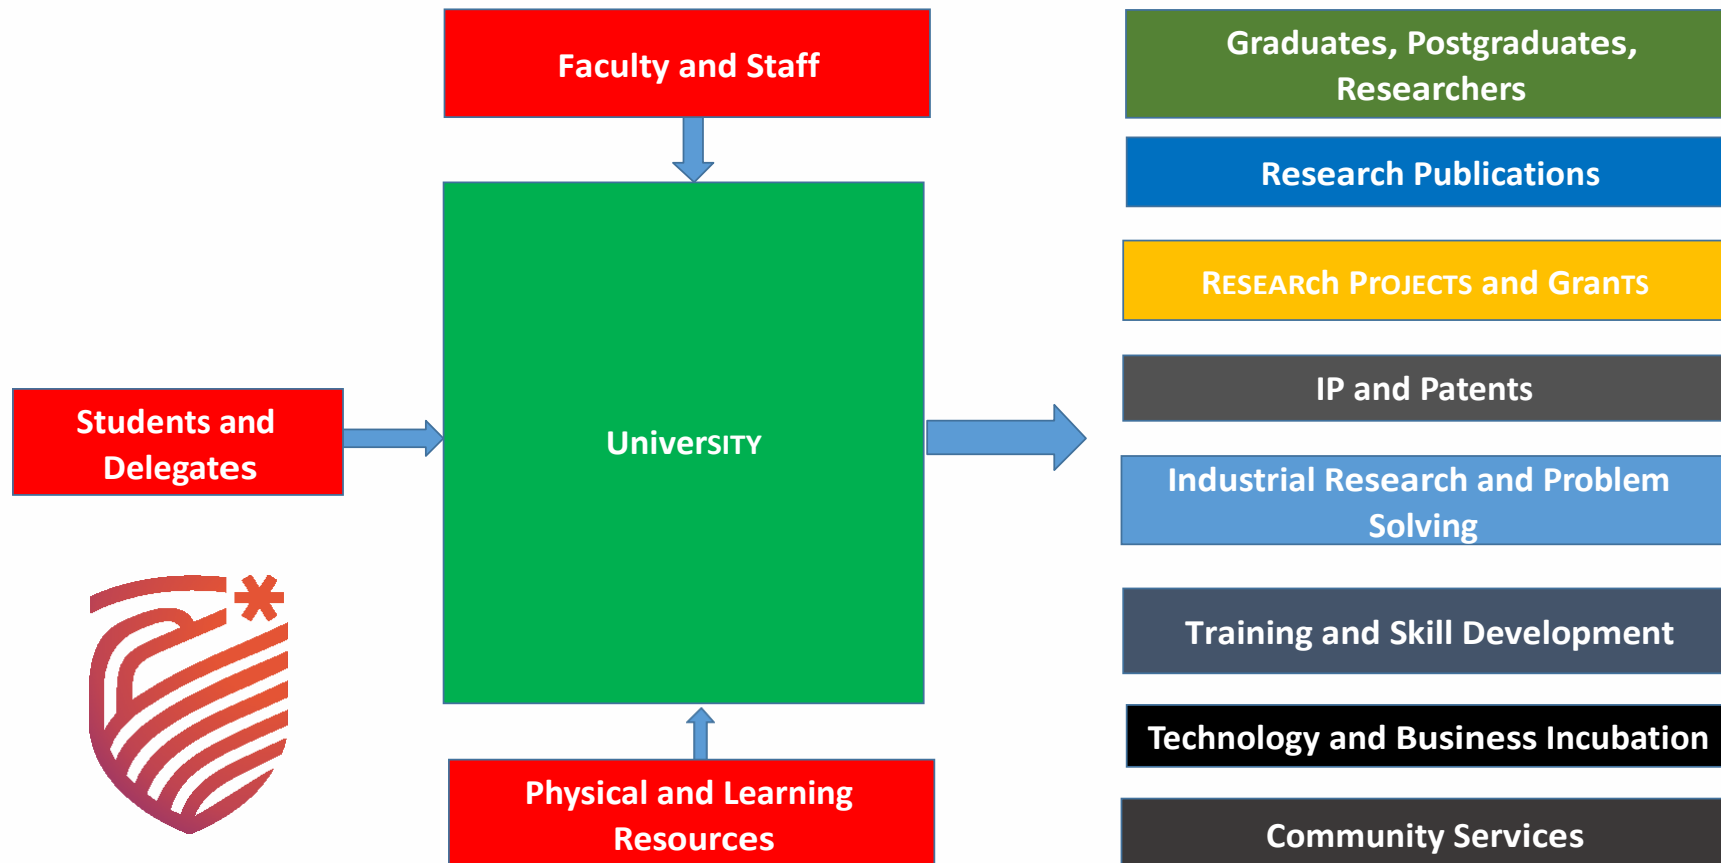 Faculty and Staff
Graduates, Postgraduates,
Researchers
Research Publications
RESEARch PrOJECTS and GranTS
IP and Patents
Students and
Delegates
UniverSITY
Industrial Research and Problem
Solving
Training and Skill Development
Technology and Business Incubation
Physical and Learning
Resources
Community Services